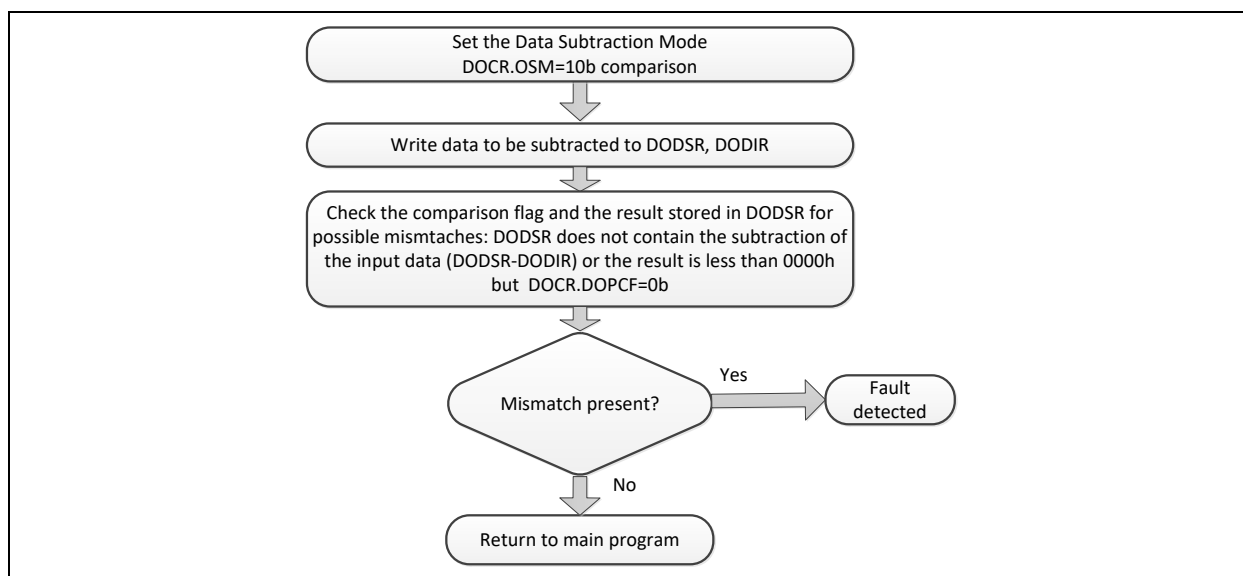 Set the Data Subtraction Mode
DOCR.OSM=10b comparison
Write data to be subtracted to DODSR, DODIR
Check the comparison flag and the result stored in DODSR for
possible mismtaches: DODSR does not contain the subtraction of
the input data (DODSR-DODIR) or the result is less than 0000h
but DOCR.DOPCF=0b
Mismatch present?
Yes
Fault
detected
No
Return to main program